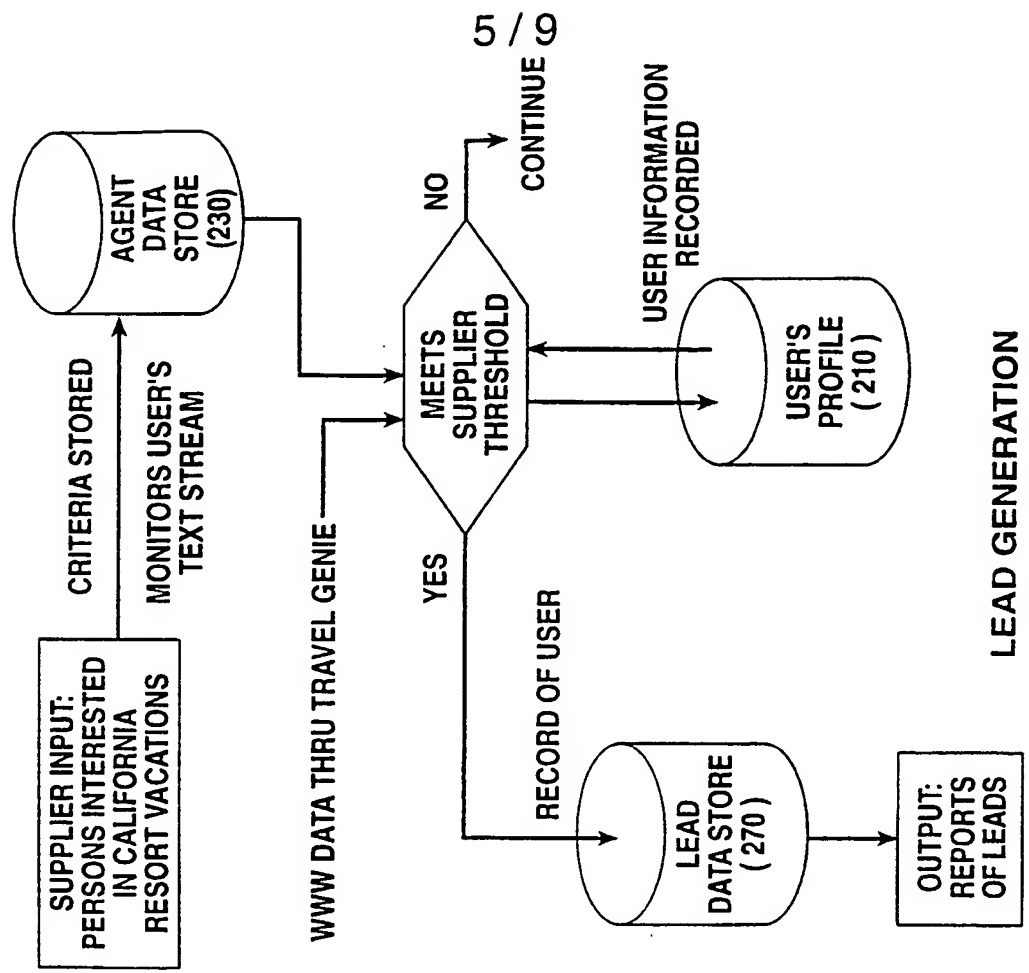 5 / 9
SUPPLIER INPUT:
PERSONS INTERESTED
IN CALIFORNIA
RESORT VACATIONS
CRITERIA STORED
MONITORS USER'S
TEXT STREAM
AGENT
DATA
STORE
(230)
WWW DATA THRU TRAVEL GENIE
MEETS
SUPPLIER
THRESHOLD
NO
CONTINUE
YES
RECORD OF USER
USER INFORMATION
RECORDED
USER'S
PROFILE
( 210 )
LEAD
DATA STORE
( 270 )
OUTPUT:
REPORTS
OF LEADS
LEAD GENERATION